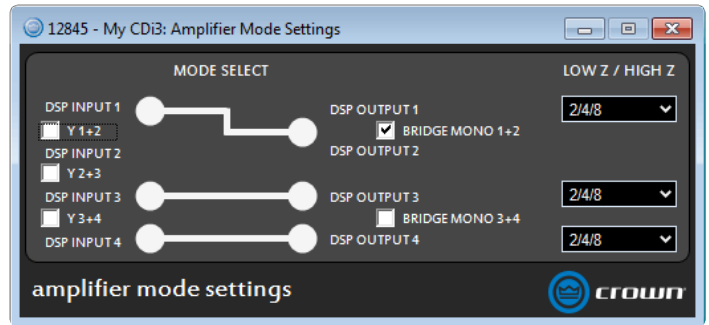 12845 - My CDi3: Amplifier Mode Settings
MODE SELECT
LOW Z / HIGH Z
DSP INPUT 1
DSP OUTPUT 1
2/4/8
Y 1+2
BRIDGE MONO 1+2
DSP INPUT 2
DSP OUTPUT 2
Y 2+3
DSP INPUT 3
DSP OUTPUT 3
2/4/8
Y 3+4
BRIDGE MONO 3+4
DSP INPUT 4
DSP OUTPUT 4
2/4/8
amplifier mode settings
crown